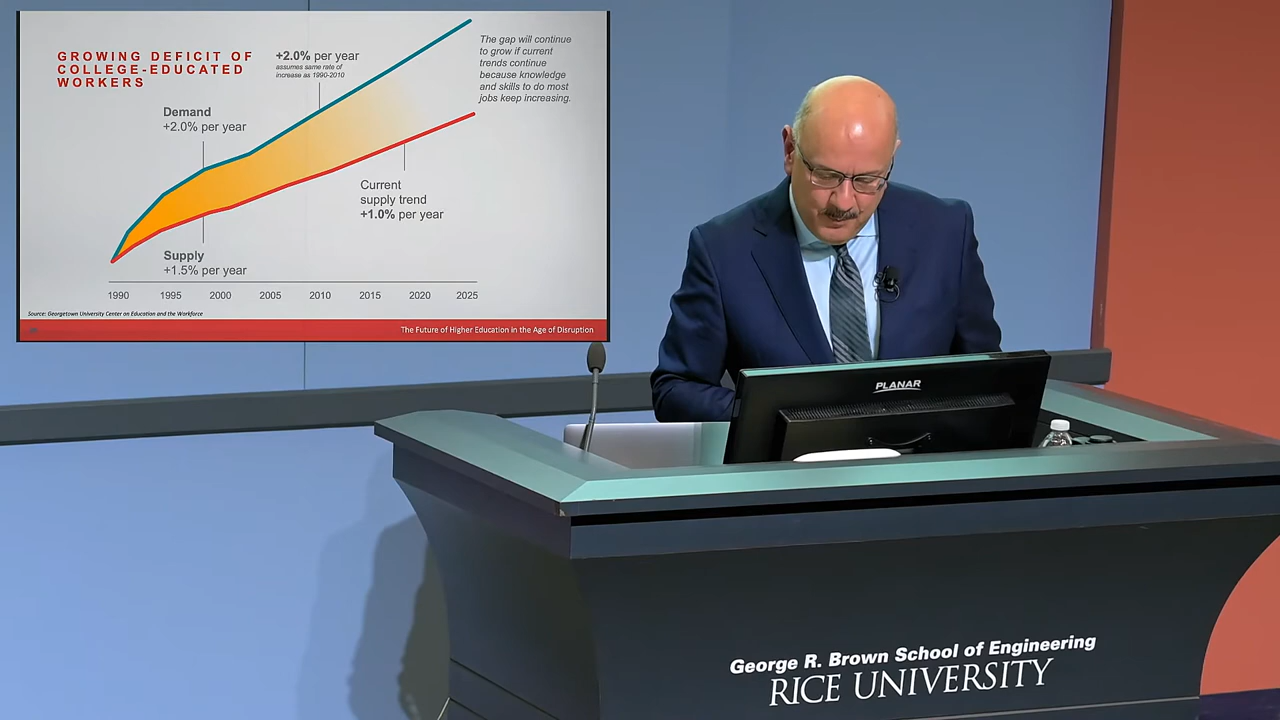 GROWING DEFICIT OF
COLLEGE-EDUCATED
WORKERS
+2.0% per year
assumes same rate of
increase as 1990-2010
The gap will continue
to grow if current
trends continue
because knowledge
and skills to do most
jobs keep increasing.
Demand
+2.0% per year
Current
supply trend
+1.0% per year
Supply
+1.5% per year
1990 1995 2000 2005 2010 2015 2020 2025
Source: Georgetown University Center on Education and the Workforce
The Future of Higher Education in the Age of Disruption
PLANAR
George R. Brown School of Engineering
RICE UNIVERSITY